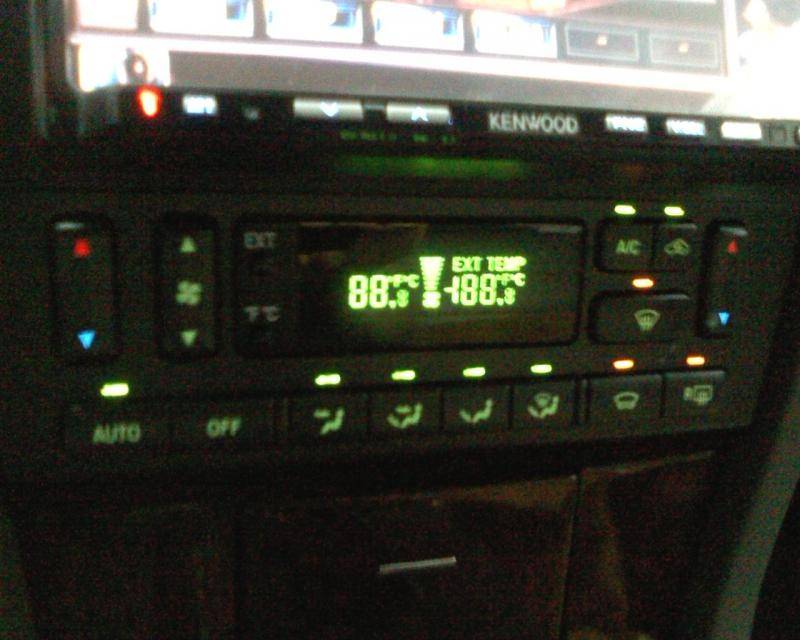 KENWOOD
A/C
EXT
EXT TEMP
88.8°F°C -188.8°F°C
°F°C
AUTO OFF
R